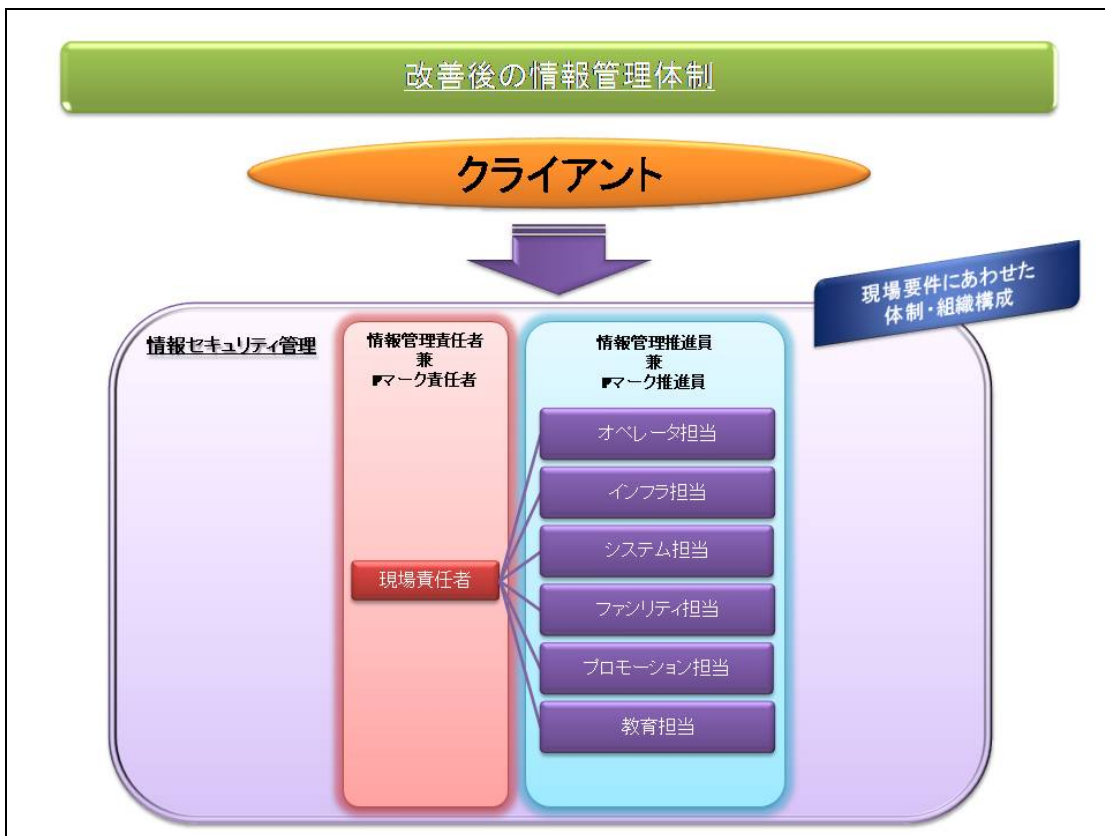 改善後の情報管理体制
クライアント
現場要件にあわせた
体制・組織構成
情報セキュリティ管理
情報管理責任者
兼
Pマーク責任者
情報管理推進員
兼
Pマーク推進員
現場責任者
オペレータ担当
インフラ担当
システム担当
ファシリティ担当
プロモーション担当
教育担当